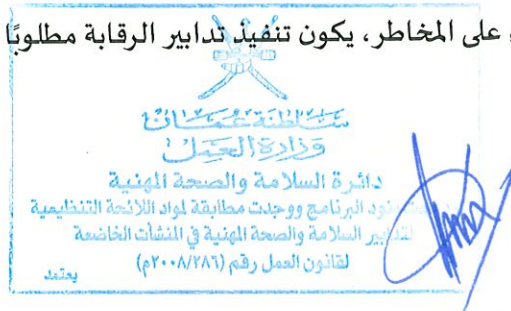 على المخاطر، يكون تنفيذ تدابير الرقابة مطلوبًا
سلطنة عمان
وزارة العمل
دائرة السلامة والصحة المهنية
بنود البرنامج ووجدت مطابقة لمواد اللائحة التنظيمية
لتدابير السلامة والصحة المهنية في المنشآت الخاضعة
لقانون العمل رقم (٢٠٠٨/٢٨٦م)
يعتمد